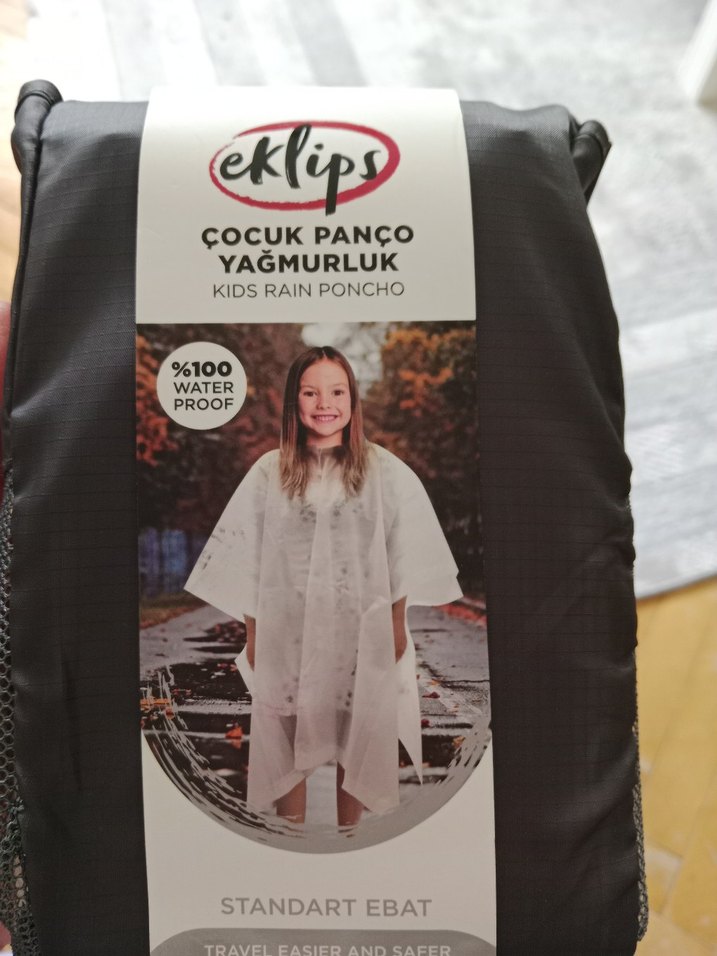 eklips
ÇOCUK PANÇO
YAĞMURLUK
KIDS RAIN PONCHO
%100
WATER
PROOF
STANDART EBAT
TRAVEL EASIER AND SAFER